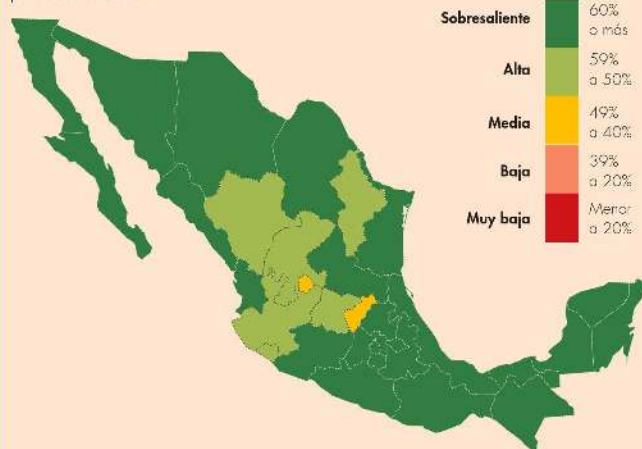 Sobresaliente
60%
o más
Alta
59%
a 50%
Media
49%
a 40%
Baja
39%
a 20%
Muy baja
Menor
a 20%